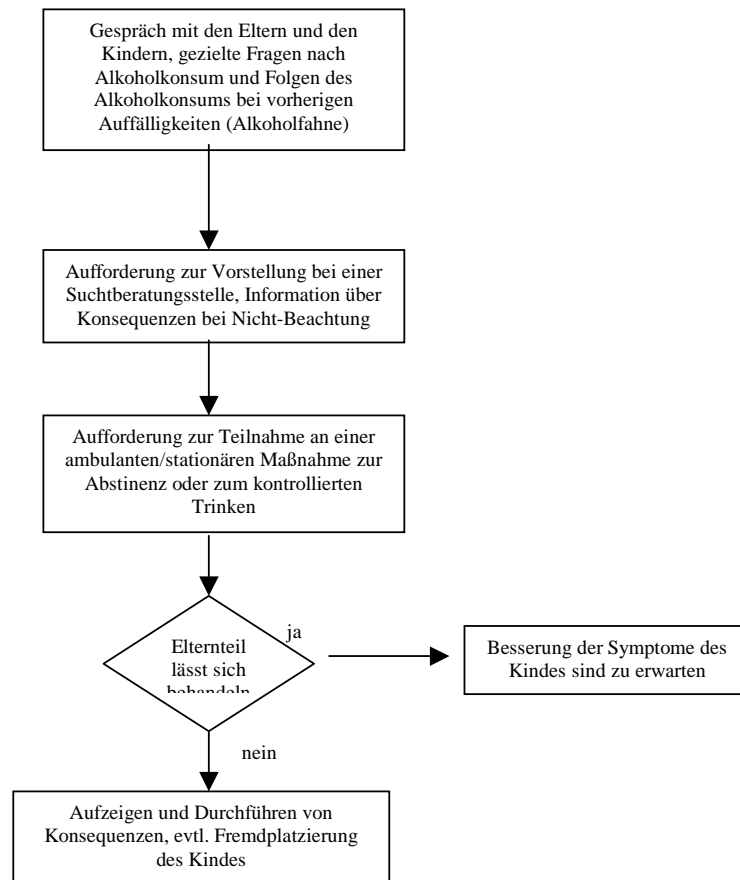 Gespräch mit den Eltern und den
Kindern, gezielte Fragen nach
Alkoholkonsum und Folgen des
Alkoholkonsums bei vorherigen
Auffälligkeiten (Alkoholfahne)
Aufforderung zur Vorstellung bei einer
Suchtberatungsstelle, Information über
Konsequenzen bei Nicht-Beachtung
Aufforderung zur Teilnahme an einer
ambulanten/stationären Maßnahme zur
Abstinenz oder zum kontrollierten
Trinken
Elternteil
lässt sich
behandeln
ja
Besserung der Symptome des
Kindes sind zu erwarten
nein
Aufzeigen und Durchführen von
Konsequenzen, evtl. Fremdplatzierung
des Kindes